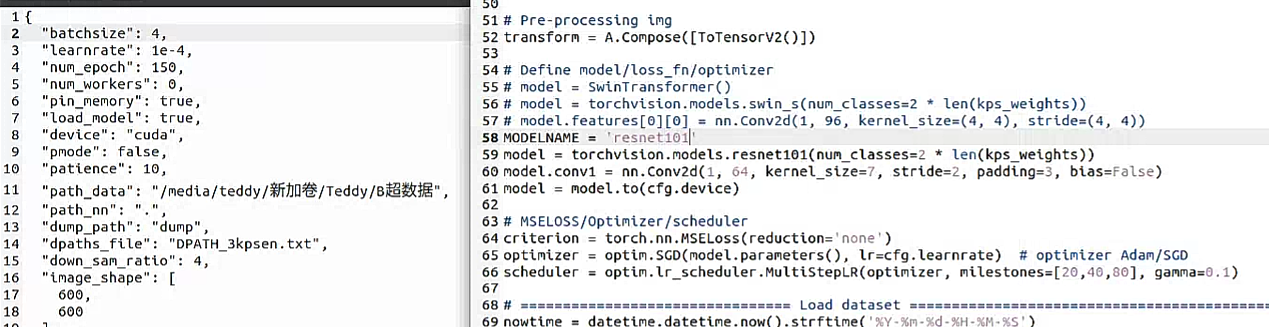 1 {
2 "batchsize": 4,
3 "learnrate": 1e-4,
4 "num_epoch": 150,
5 "num_workers": 0,
6 "pin_memory": true,
7 "load_model": true,
8 "device": "cuda",
9 "pmode": false,
10 "patience": 10,
11 "path_data": "/media/teddy/新加卷/Teddy/B超数据",
12 "path_nn": ".",
13 "dump_path": "dump",
14 "dpaths_file": "DPATH_3kpsen.txt",
15 "down_sam_ratio": 4,
16 "image_shape": [
17 600,
18 600
50
51 # Pre-processing img
52 transform = A.Compose([ToTensorV2()])
53
54 # Define model/loss_fn/optimizer
55 # model = SwinTransformer()
56 # model = torchvision.models.swin_s(num_classes=2 * len(kps_weights))
57 # model.features[0][0] = nn.Conv2d(1, 96, kernel_size=(4, 4), stride=(4, 4))
58 MODELNAME = 'resnet101'
59 model = torchvision.models.resnet101(num_classes=2 * len(kps_weights))
60 model.conv1 = nn.Conv2d(1, 64, kernel_size=7, stride=2, padding=3, bias=False)
61 model = model.to(cfg.device)
62
63 # MSELOSS/Optimizer/scheduler
64 criterion = torch.nn.MSELoss(reduction='none')
65 optimizer = optim.SGD(model.parameters(), lr=cfg.learnrate) # optimizer Adam/SGD
66 scheduler = optim.lr_scheduler.MultiStepLR(optimizer, milestones=[20,40,80], gamma=0.1)
67
68 # =============================== Load dataset ========================================
69 nowtime = datetime.datetime.now().strftime('%Y-%m-%d-%H-%M-%S')